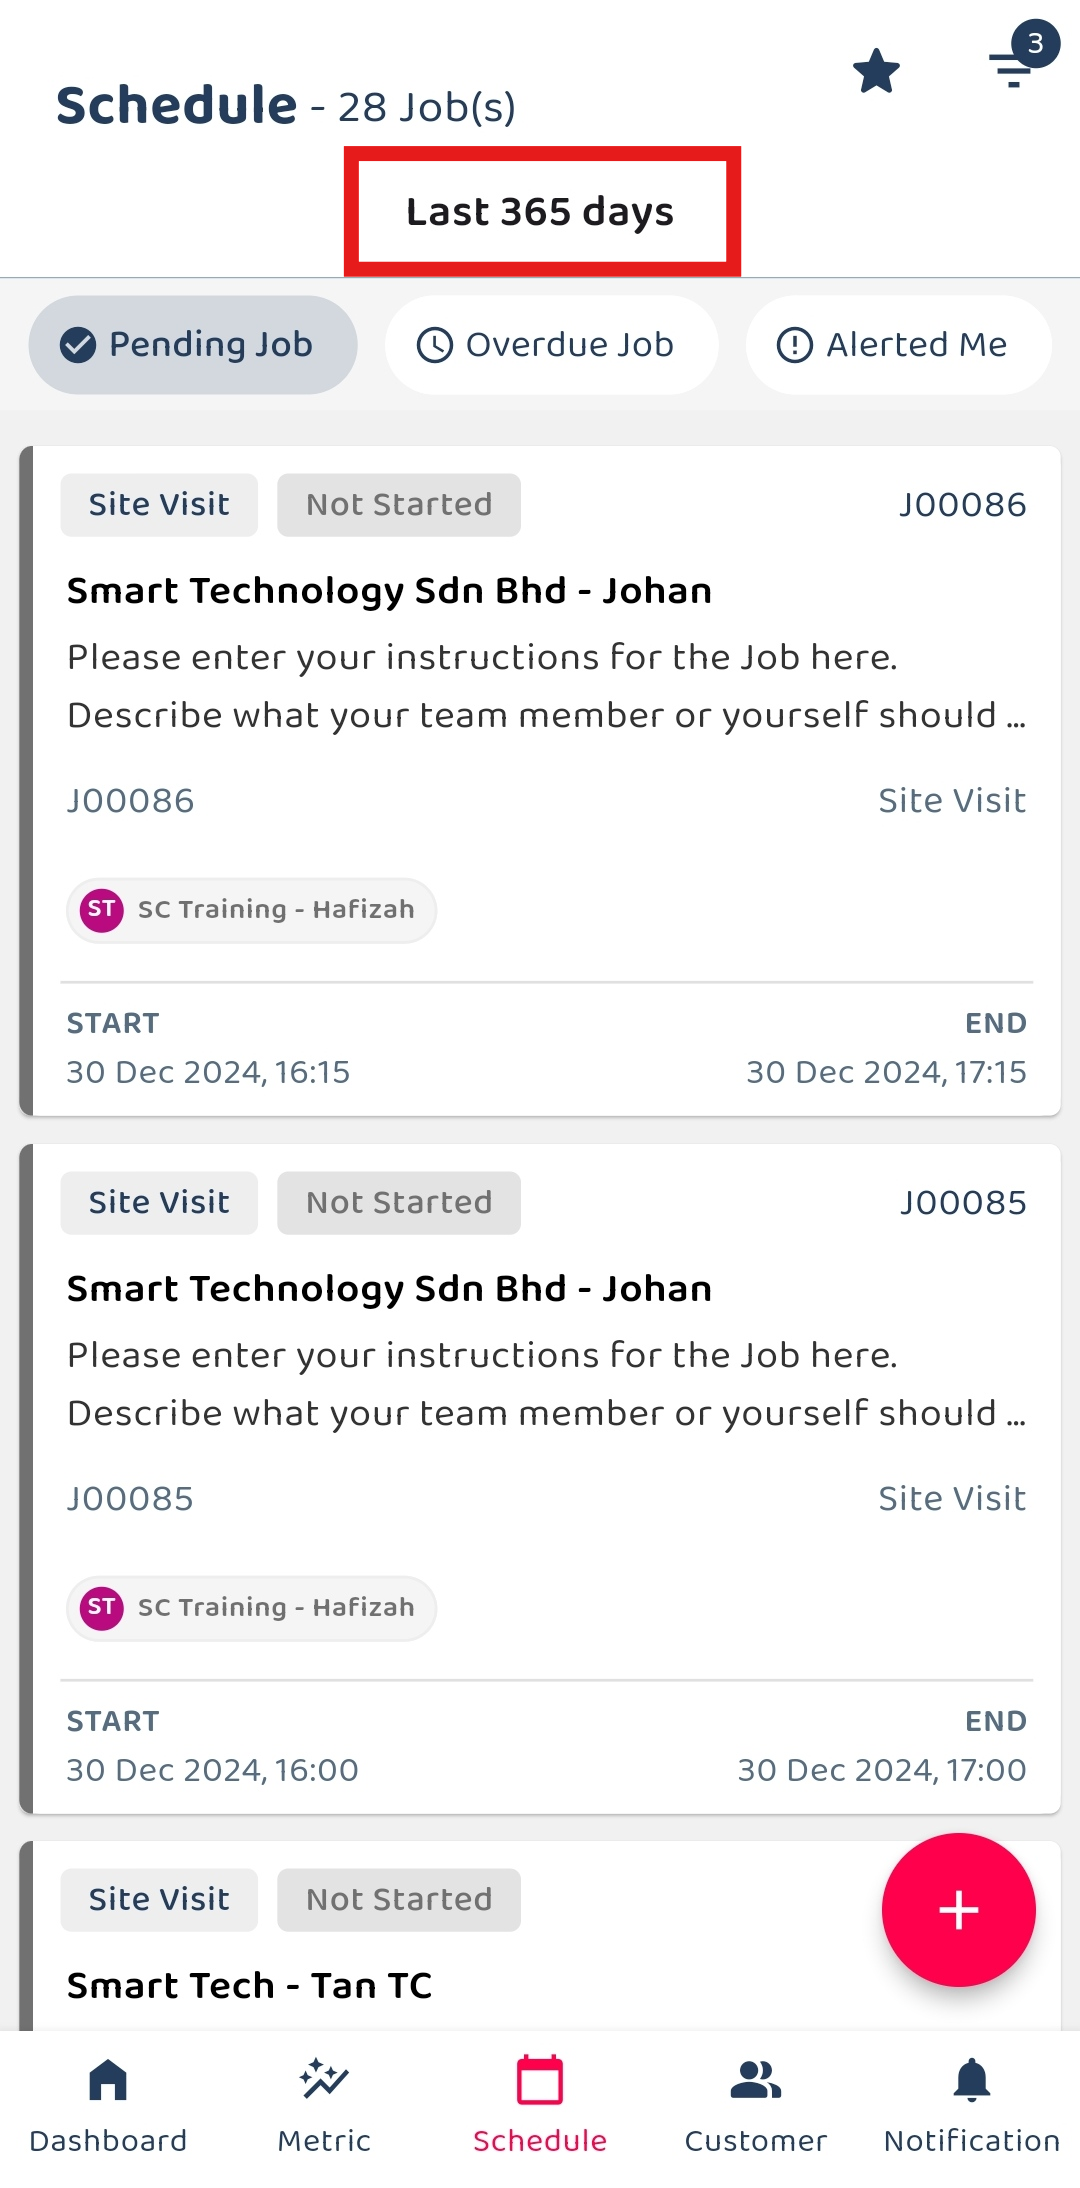 3
Schedule - 28 Job(s)
Last 365 days
Pending Job Overdue Job Alerted Me
Site Visit Not Started J00086
Smart Technology Sdn Bhd - Johan
Please enter your instructions for the Job here.
Describe what your team member or yourself should ...
J00086 Site Visit
ST SC Training - Hafizah
START END
30 Dec 2024, 16:15 30 Dec 2024, 17:15
Site Visit Not Started J00085
Smart Technology Sdn Bhd - Johan
Please enter your instructions for the Job here.
Describe what your team member or yourself should ...
J00085 Site Visit
ST SC Training - Hafizah
START END
30 Dec 2024, 16:00 30 Dec 2024, 17:00
Site Visit Not Started
Smart Tech - Tan TC
Dashboard Metric Schedule Customer Notification